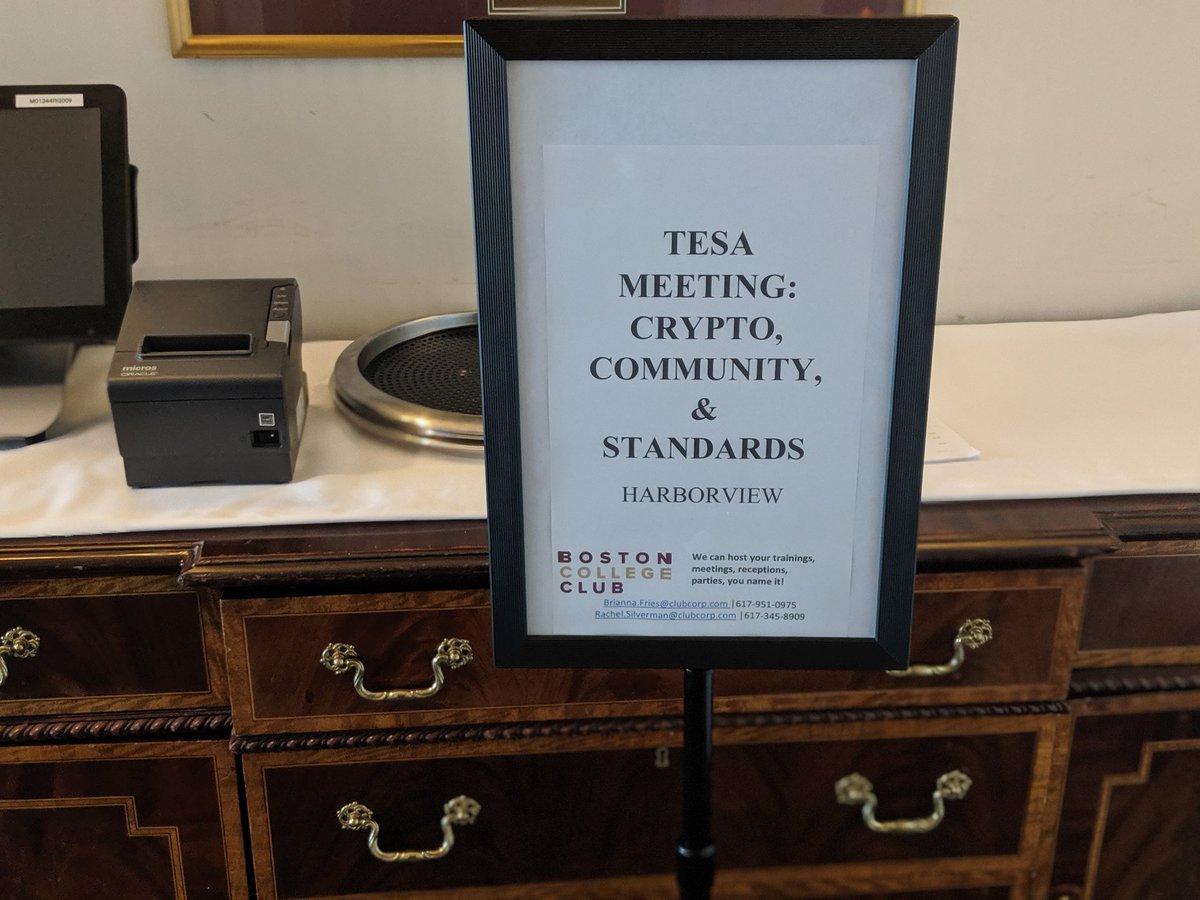 M01344RG009
micros
ORACLE
TESA
MEETING:
CRYPTO,
COMMUNITY,
&
STANDARDS
HARBORVIEW
BOSTON
COLLEGE
CLUB
We can host your trainings,
meetings, receptions,
parties, you name it!
Brianna.Fries@clubcorp.com |617-951-0975
Rachel.Silverman@clubcorp.com |617-345-8909